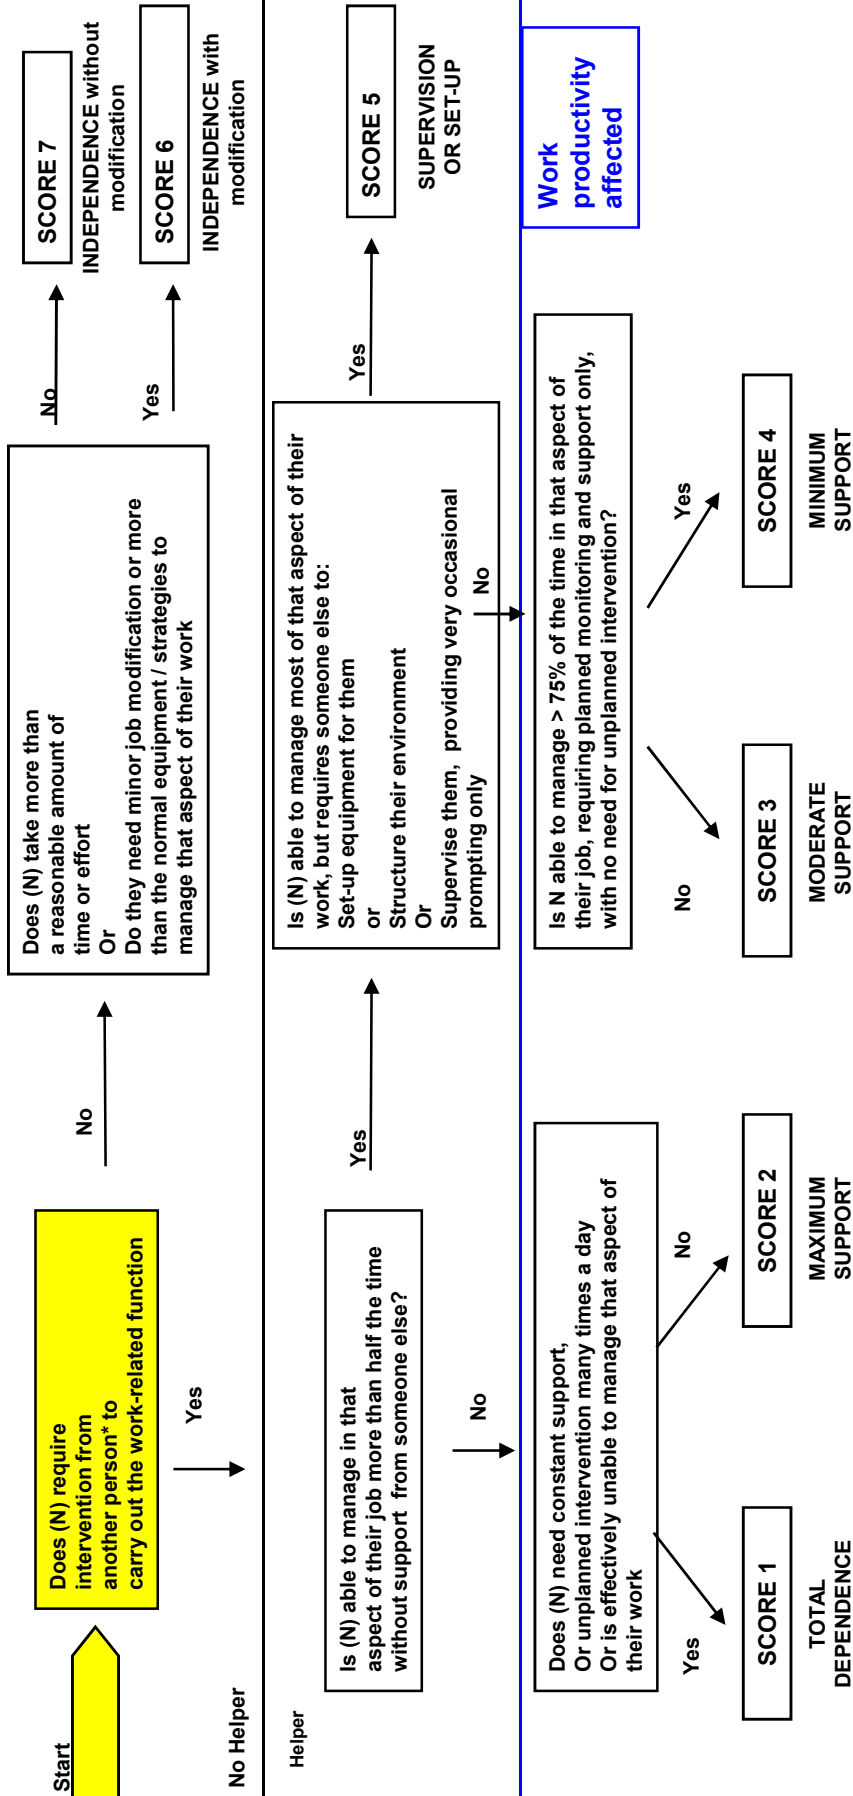 Start
Does (N) require
intervention from
another person* to
carry out the work-related function
No
Does (N) take more than
a reasonable amount of
time or effort
Or
Do they need minor job modification or more
than the normal equipment / strategies to
manage that aspect of their work
No
SCORE 7
INDEPENDENCE without
modification
Yes
SCORE 6
INDEPENDENCE with
modification
Yes
No Helper
Helper
Is (N) able to manage in that
aspect of their job more than half the time
without support from someone else?
Yes
Is (N) able to manage most of that aspect of their
work, but requires someone else to:
Set-up equipment for them
or
Structure their environment
Or
Supervise them, providing very occasional
prompting only
Yes
SCORE 5
SUPERVISION
OR SET-UP
No
No
Work
productivity
affected
Does (N) need constant support,
Or unplanned intervention many times a day
Or is effectively unable to manage that aspect of
their work
Yes
No
SCORE 1
TOTAL
DEPENDENCE
SCORE 2
MAXIMUM
SUPPORT
Is N able to manage > 75% of the time in that aspect of
their job, requiring planned monitoring and support only,
with no need for unplanned intervention?
No
Yes
SCORE 3
MODERATE
SUPPORT
SCORE 4
MINIMUM
SUPPORT